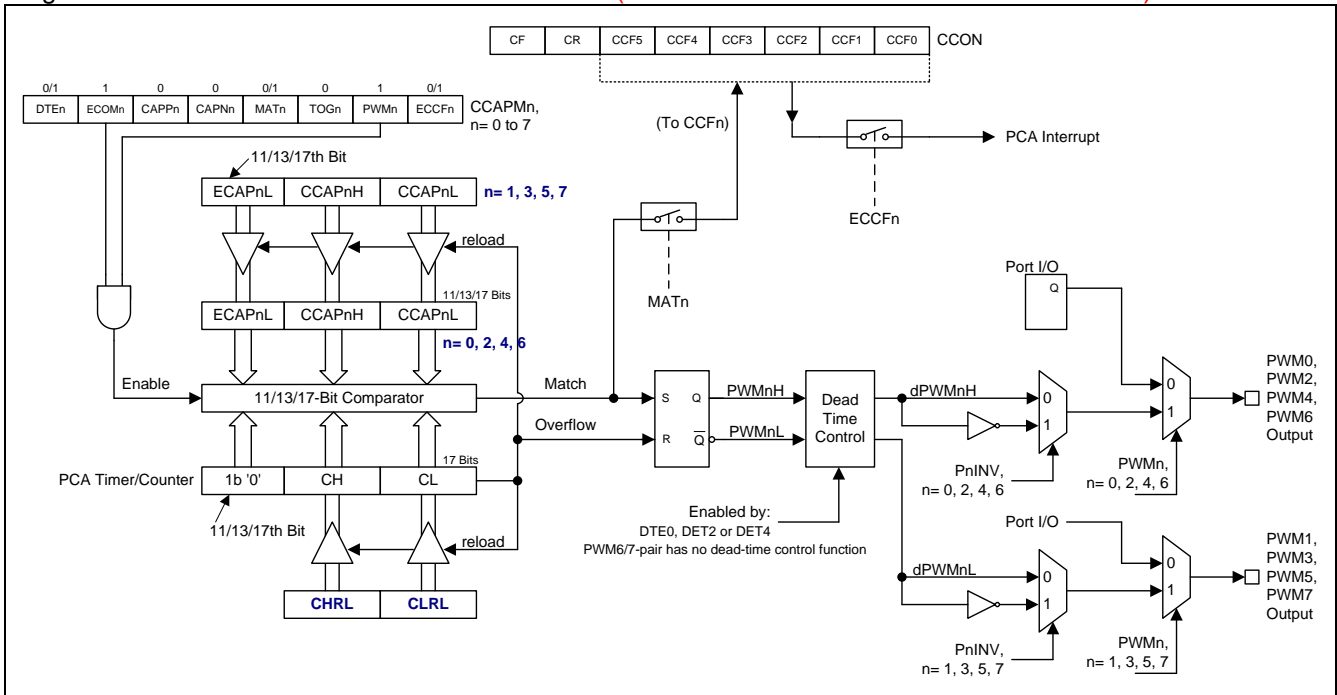 CF CR CCF5 CCF4 CCF3 CCF2 CCF1 CCF0 CCON
0/1 1 0 0 0/1 0 1 0/1
DTEn ECOMn CAPPn CAPNn MATn TOGn PWMn ECCFn
CCAPMn,
n= 0 to 7
(To CCFn)
PCA Interrupt
11/13/17th Bit
ECAPnL CCAPnH CCAPnL n= 1, 3, 5, 7
ECCFn
reload
Port I/O
Q
MATn
11/13/17 Bits
ECAPnL CCAPnH CCAPnL
n= 0, 2, 4, 6
Enable
11/13/17-Bit Comparator
Match
Overflow
S Q
R Q
PWMnH
PWMnL
Dead
Time
Control
dPWMnH
0
1
0
1
PWM0,
PWM2,
PWM4,
PWM6
Output
PnINV,
n= 0, 2, 4, 6
PWMn,
n= 0, 2, 4, 6
17 Bits
PCA Timer/Counter 1b '0' CH CL
11/13/17th Bit
reload
Enabled by:
DTE0, DET2 or DET4
PWM6/7-pair has no dead-time control function
Port I/O
dPWMnL
0
1
0
1
PWM1,
PWM3,
PWM5,
PWM7
Output
CHRL CLRL
PnINV,
n= 1, 3, 5, 7
PWMn,
n= 1, 3, 5, 7